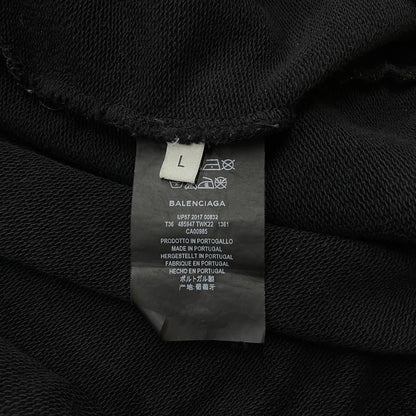 L
BALENCIAGA
UP57 2017 00832
T36 485947 TWK22 1361
CA00985
PRODOTTO IN PORTOGALLO
MADE IN PORTUGAL
HERGESTELLT IN PORTUGAL
FABRIQUE EN PORTUGAL
HECHO EN PORTUGAL
ポルトガル製
产地: 葡萄牙